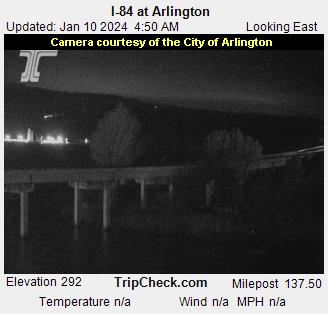 I-84 at Arlington
Updated: Jan 10 2024 4:50 AM Looking East
Camera courtesy of the City of Arlington
Elevation 292 TripCheck.com Milepost 137.50
Temperature n/a Wind n/a MPH n/a